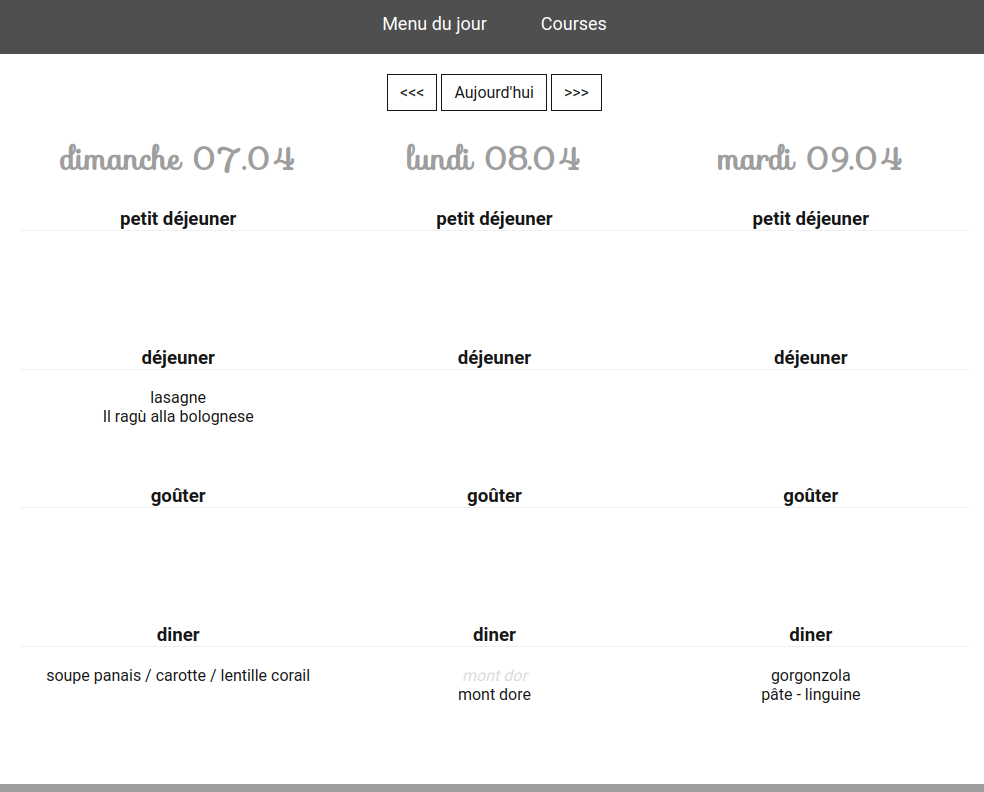 Menu du jour Courses
<<< Aujourd'hui >>>
dimanche 07.04 lundi 08.04 mardi 09.04
petit déjeuner petit déjeuner petit déjeuner
déjeuner déjeuner déjeuner
lasagne
Il ragù alla bolognese
goûter goûter goûter
diner diner diner
soupe panais / carotte / lentille corail mont dor gorgonzola
mont dore pâte - linguine